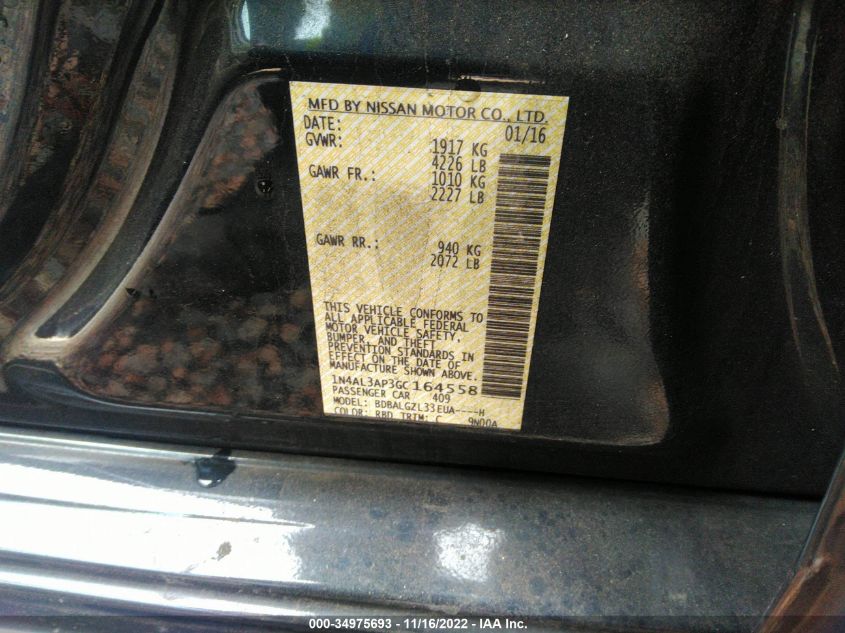 MFD BY NISSAN MOTOR CO., LTD.
DATE: 01/16
GVWR: 1917 KG
4226 LB
GAWR FR.: 1010 KG
2227 LB
GAWR RR.: 940 KG
2072 LB
THIS VEHICLE CONFORMS TO
ALL APPLICABLE FEDERAL
MOTOR VEHICLE SAFETY,
BUMPER, AND THEFT
PREVENTION STANDARDS IN
EFFECT ON THE DATE OF
MANUFACTURE SHOWN ABOVE.
1N4AL3AP3GC164558
PASSENGER CAR 409
MODEL: BDBALGZL33EUA----H
COLOR: RBD TRIM: C 9N00A
000-34975693 - 11/16/2022 - IAA Inc.